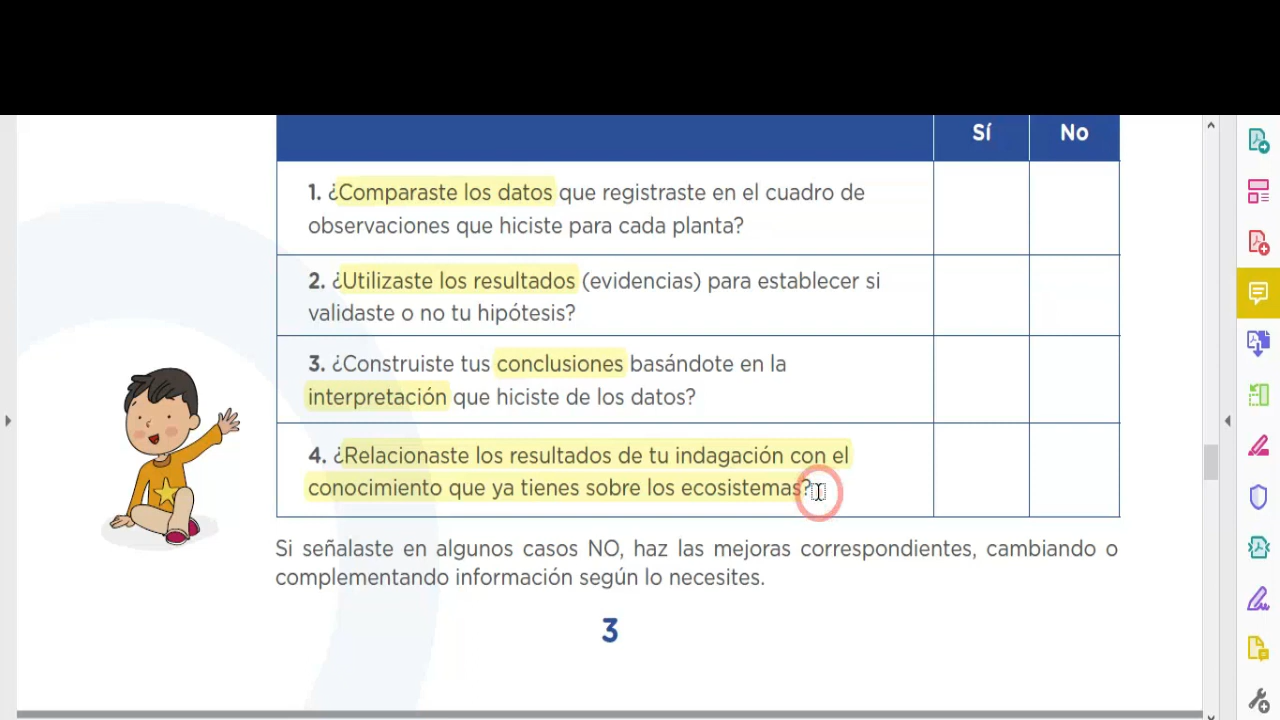 Sí No
1. ¿Comparaste los datos que registraste en el cuadro de
observaciones que hiciste para cada planta?
2. ¿Utilizaste los resultados (evidencias) para establecer si
validaste o no tu hipótesis?
3. ¿Construiste tus conclusiones basándote en la
interpretación que hiciste de los datos?
4. ¿Relacionaste los resultados de tu indagación con el
conocimiento que ya tienes sobre los ecosistemas?
Si señalaste en algunos casos NO, haz las mejoras correspondientes, cambiando o
complementando información según lo necesites.
3